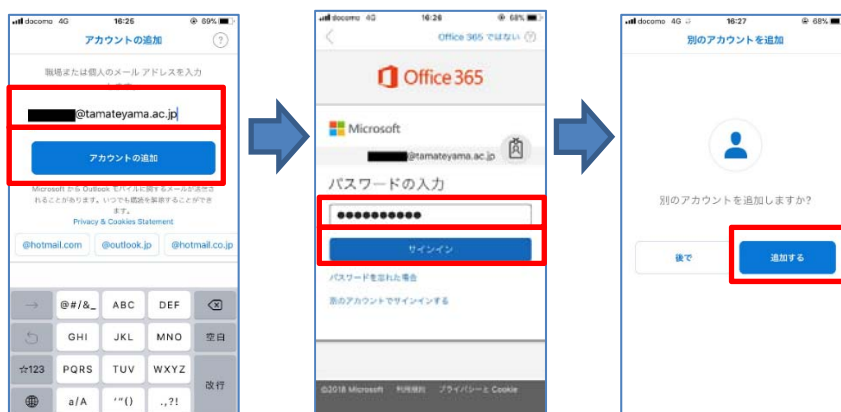 docomo 4G 16:26 69%
アカウントの追加 ?
職場または個人のメール アドレスを入力
@tamateyama.ac.jp
アカウントの追加
Microsoft から Outlook モバイルに関するメールが送信さ
れることがあります。いつでも購読を解除することができ
ます。
Privacy & Cookies Statement
@hotmail.com @outlook.jp @hotmail.co.jp
→ @#/&_ ABC DEF
GHI JKL MNO 空白
☆123 PQRS TUV WXYZ
改行
a/A '"() .,?!
docomo 4G 16:26 68%
Office 365 ではない ?
Office 365
Microsoft
@tamateyama.ac.jp
パスワードの入力
●●●●●●●●●●
サインイン
パスワードを忘れた場合
別のアカウントでサインインする
©2018 Microsoft 利用規約 プライバシーと Cookie
docomo 4G 16:27 68%
別のアカウントを追加
別のアカウントを追加しますか?
後で 追加する